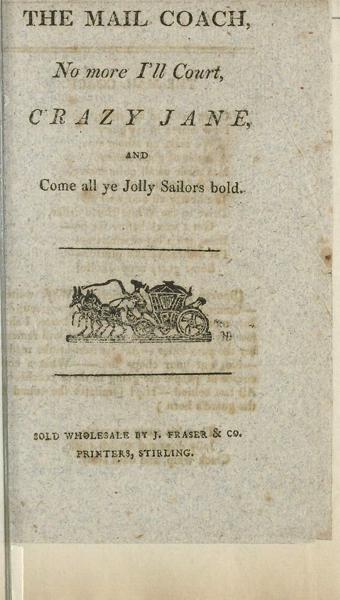 THE MAIL COACH,
No more I'll Court,
CRAZY JANE,
AND
Come all ye Jolly Sailors bold.
SOLD WHOLESALE BY J. FRASER & CO.
PRINTERS, STIRLING.